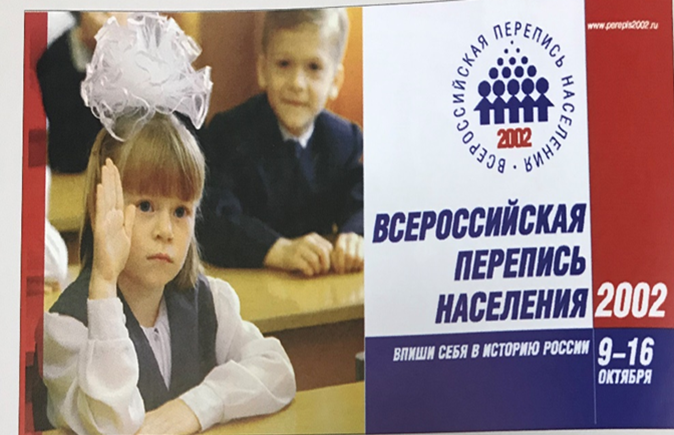 www.perepis2002.ru
ВСЕРОССИЙСКАЯ ПЕРЕПИСЬ НАСЕЛЕНИЯ •
2002
ВСЕРОССИЙСКАЯ
ПЕРЕПИСЬ
НАСЕЛЕНИЯ 2002
ВПИШИ СЕБЯ В ИСТОРИЮ РОССИИ
9–16
ОКТЯБРЯ